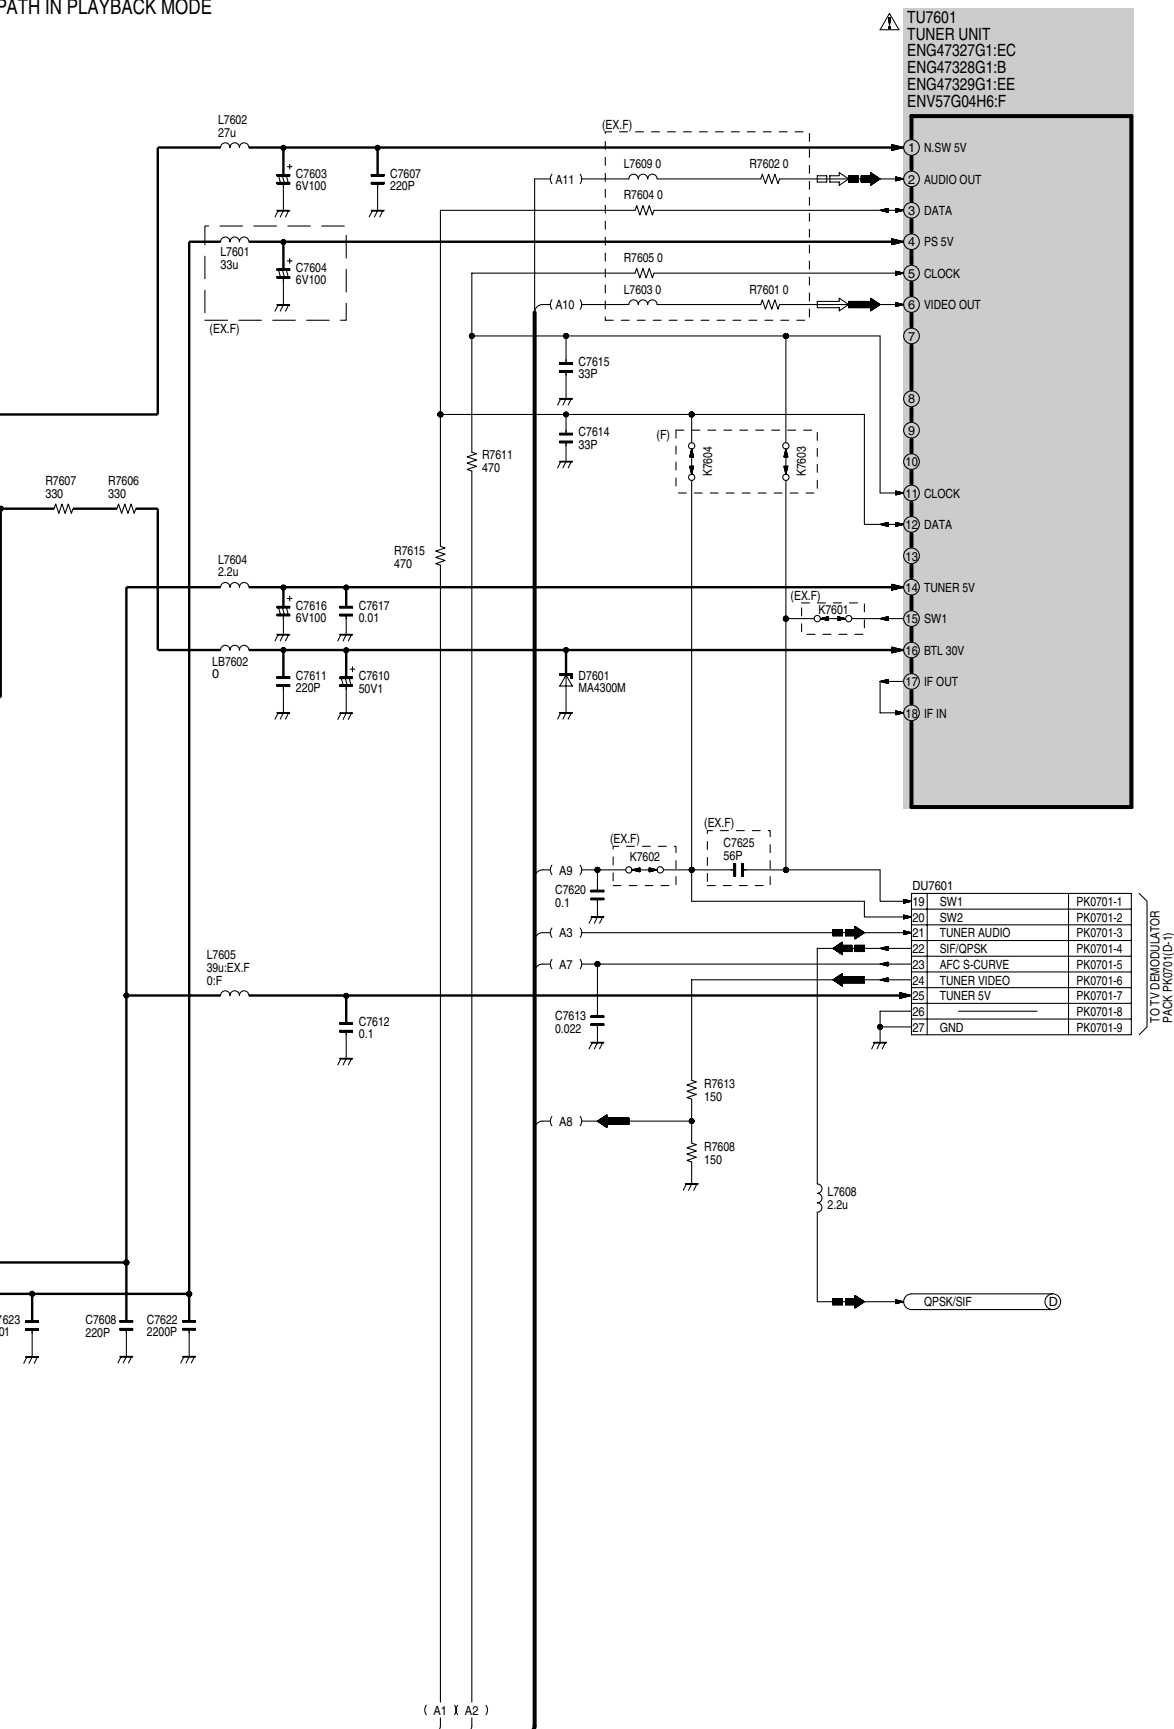 PATH IN PLAYBACK MODE
TU7601
TUNER UNIT
ENG47327G1:EC
ENG47328G1:B
ENG47329G1:EE
ENV57G04H6:F
L7602
27u
(EX.F)
1 N.SW 5V
+
C7603
6V100
C7607
220P
L7609 0
R7602 0
( A11 )
2 AUDIO OUT
R7604 0
3 DATA
4 PS 5V
L7601
33u
+
C7604
6V100
R7605 0
5 CLOCK
L7603 0
R7601 0
( A10 )
6 VIDEO OUT
(EX.F)
7
C7615
33P
8
C7614
33P
(F)
9
K7604
K7603
R7611
470
10
R7607
330
R7606
330
11 CLOCK
12 DATA
R7615
470
13
L7604
2.2u
14 TUNER 5V
+
C7616
6V100
C7617
0.01
(EX.F)
K7601
15 SW1
16 BTL 30V
LB7602
0
C7611
220P
+
C7610
50V1
D7601
MA4300M
17 IF OUT
18 IF IN
(EX.F)
C7625
56P
(EX.F)
K7602
( A9 )
C7620
0.1
DU7601
19 SW1 PK0701-1
20 SW2 PK0701-2
( A3 )
21 TUNER AUDIO PK0701-3
22 SIF/QPSK PK0701-4
( A7 )
23 AFC S-CURVE PK0701-5
24 TUNER VIDEO PK0701-6
25 TUNER 5V PK0701-7
26 PK0701-8
27 GND PK0701-9
TO TV DEMODULATOR
PACK PK0701(D-1)
L7605
39u:EX.F
0:F
C7612
0.1
C7613
0.022
R7613
150
( A8 )
R7608
150
L7608
2.2u
QPSK/SIF D
7623
01
C7608
220P
C7622
2200P
( A1 )( A2 )